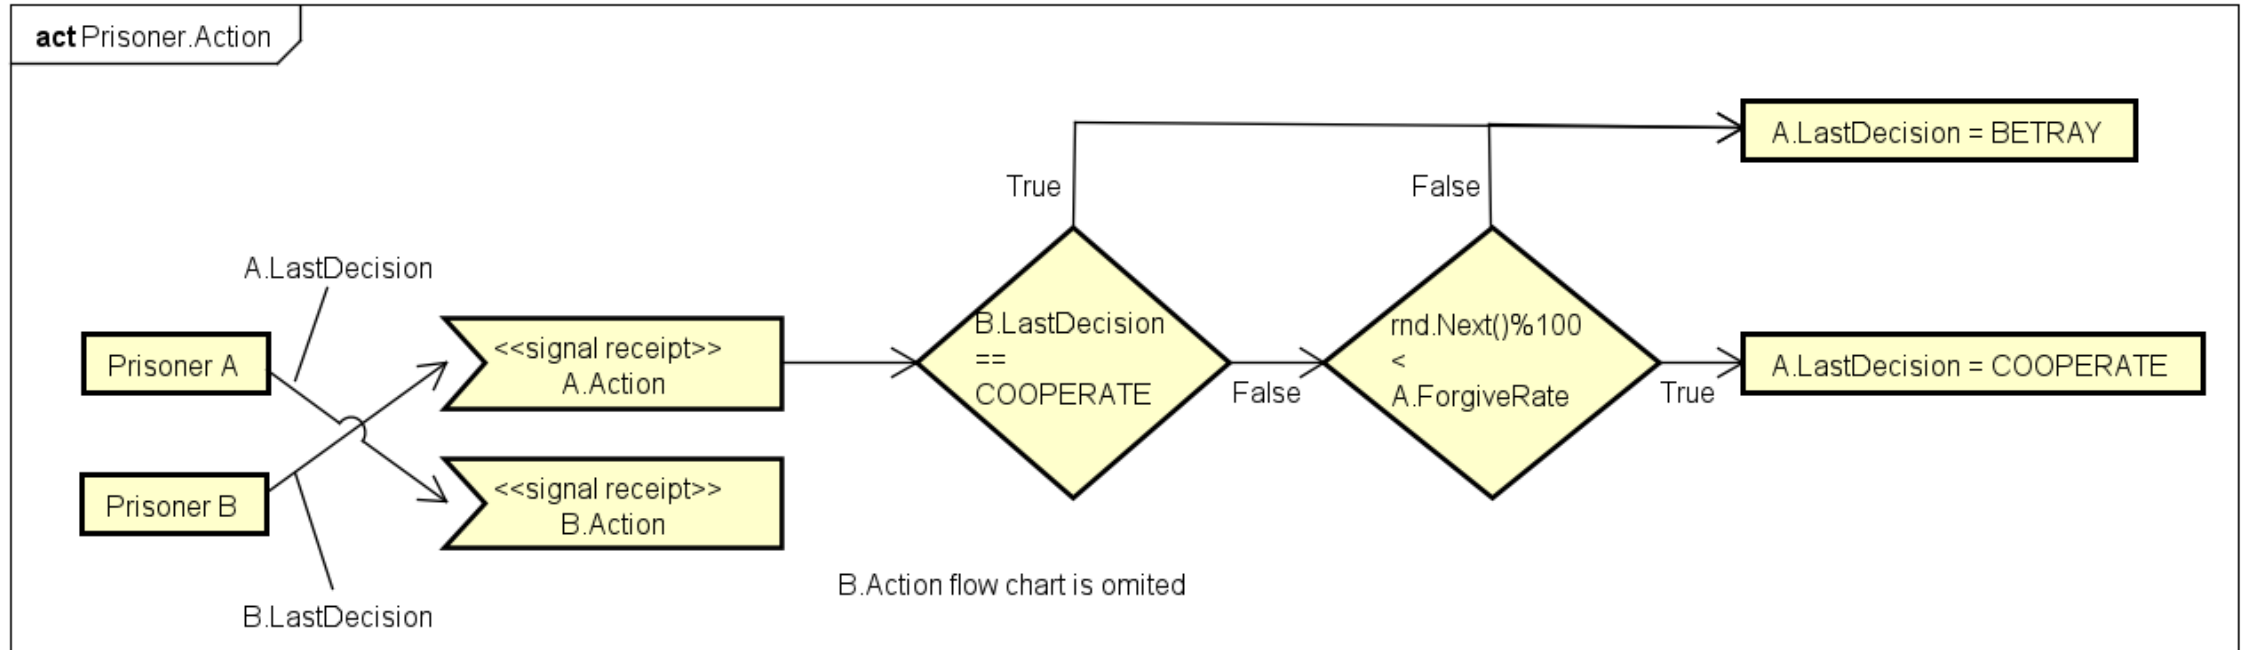 act Prisoner.Action
A.LastDecision = BETRAY
True
False
A.LastDecision
B.LastDecision
==
COOPERATE
rnd.Next()%100
<
A.ForgiveRate
<<signal receipt>>
A.Action
Prisoner A
A.LastDecision = COOPERATE
False
True
<<signal receipt>>
B.Action
Prisoner B
B.Action flow chart is omited
B.LastDecision